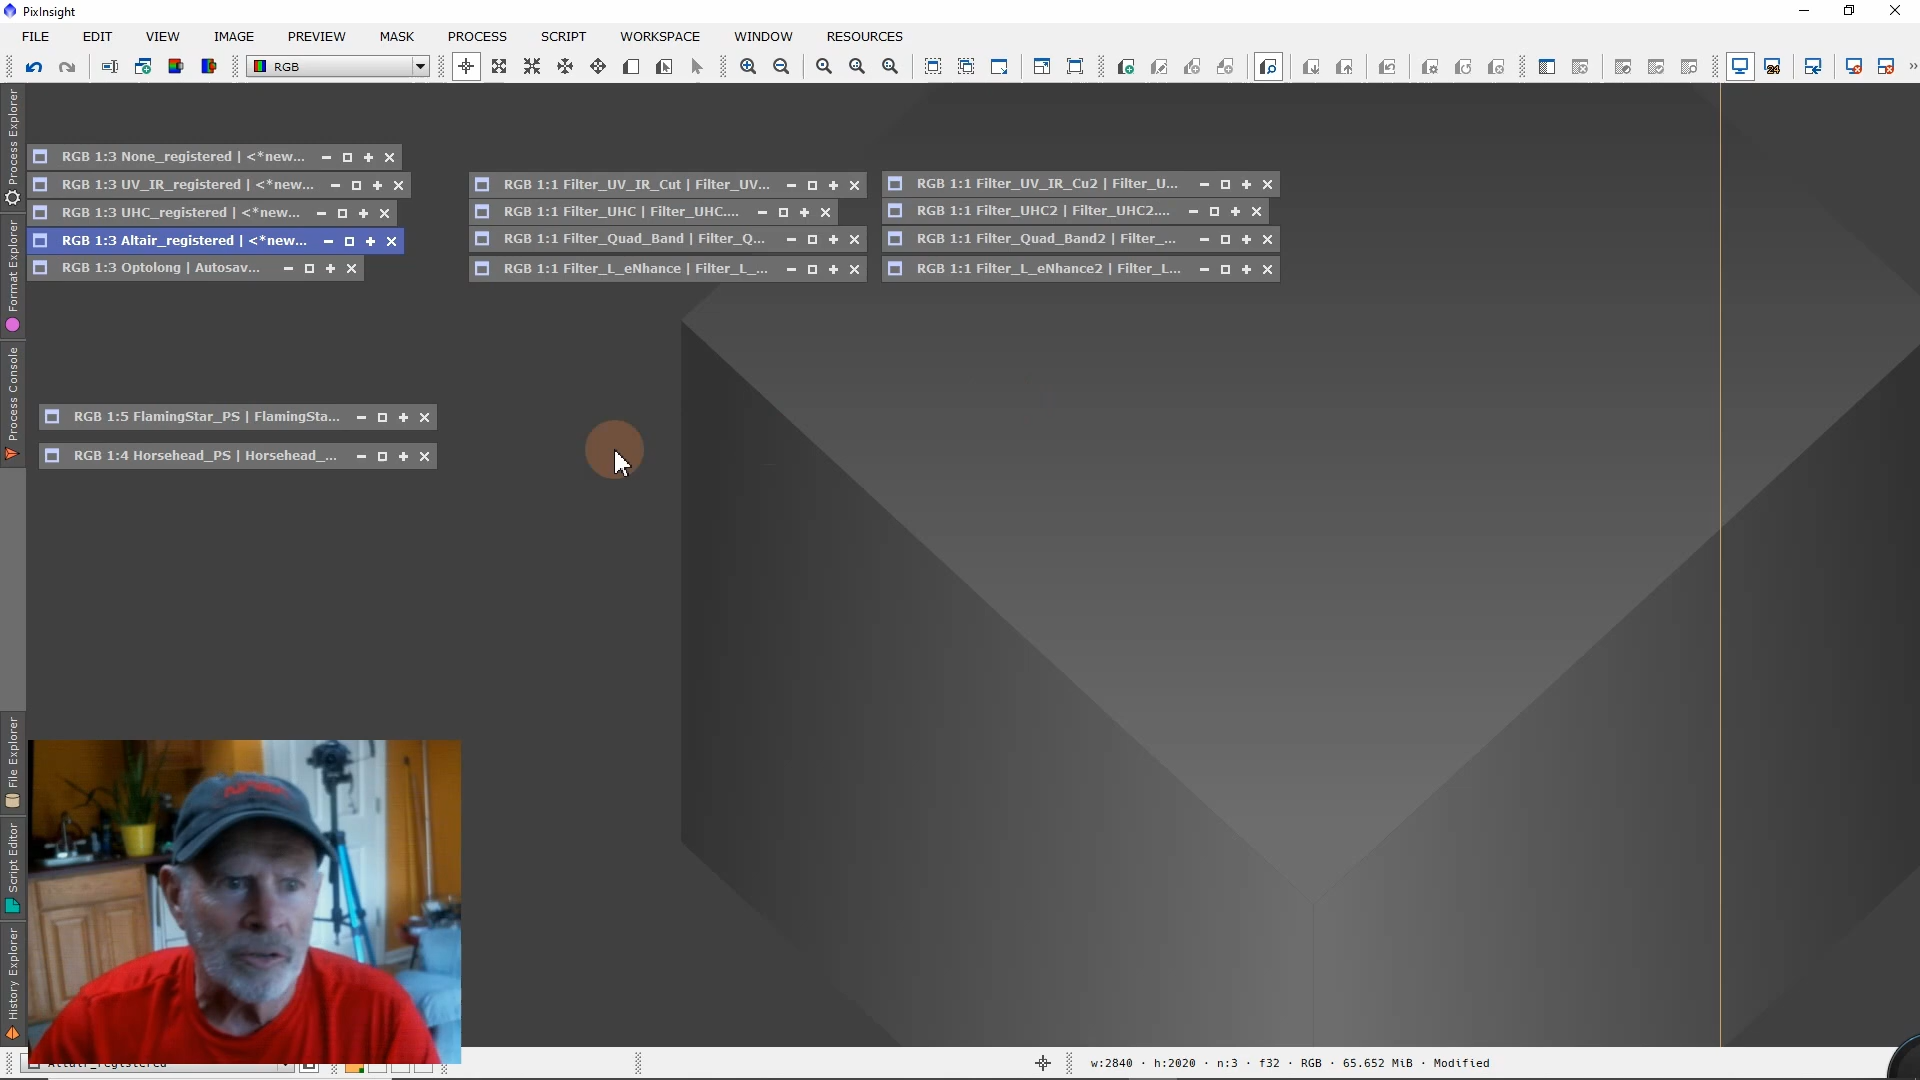 PixInsight
FILE EDIT VIEW IMAGE PREVIEW MASK PROCESS SCRIPT WORKSPACE WINDOW RESOURCES
RGB
24
Process Explorer
Format Explorer
Process Console
File Explorer
Script Editor
History Explorer
RGB 1:3 None_registered | <*new...
RGB 1:3 UV_IR_registered | <*new...
RGB 1:3 UHC_registered | <*new...
RGB 1:3 Altair_registered | <*new...
RGB 1:3 Optolong | Autosav...
RGB 1:1 Filter_UV_IR_Cut | Filter_UV...
RGB 1:1 Filter_UHC | Filter_UHC....
RGB 1:1 Filter_Quad_Band | Filter_Q...
RGB 1:1 Filter_L_eNhance | Filter_L_...
RGB 1:1 Filter_UV_IR_Cu2 | Filter_U...
RGB 1:1 Filter_UHC2 | Filter_UHC2....
RGB 1:1 Filter_Quad_Band2 | Filter_...
RGB 1:1 Filter_L_eNhance2 | Filter_L...
RGB 1:5 FlamingStar_PS | FlamingSta...
RGB 1:4 Horsehead_PS | Horsehead_...
Altair_registered
w:2840 · h:2020 · n:3 · f32 · RGB · 65.652 MiB · Modified